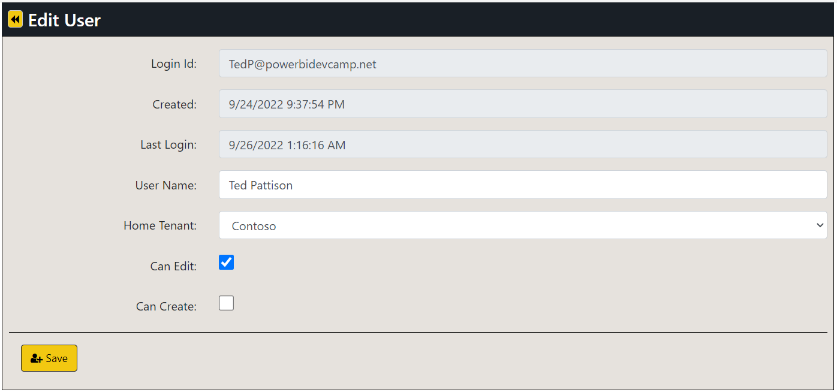 Edit User
Login Id: TedP@powerbidevcamp.net
Created: 9/24/2022 9:37:54 PM
Last Login: 9/26/2022 1:16:16 AM
User Name: Ted Pattison
Home Tenant: Contoso
Can Edit:
Can Create:
Save